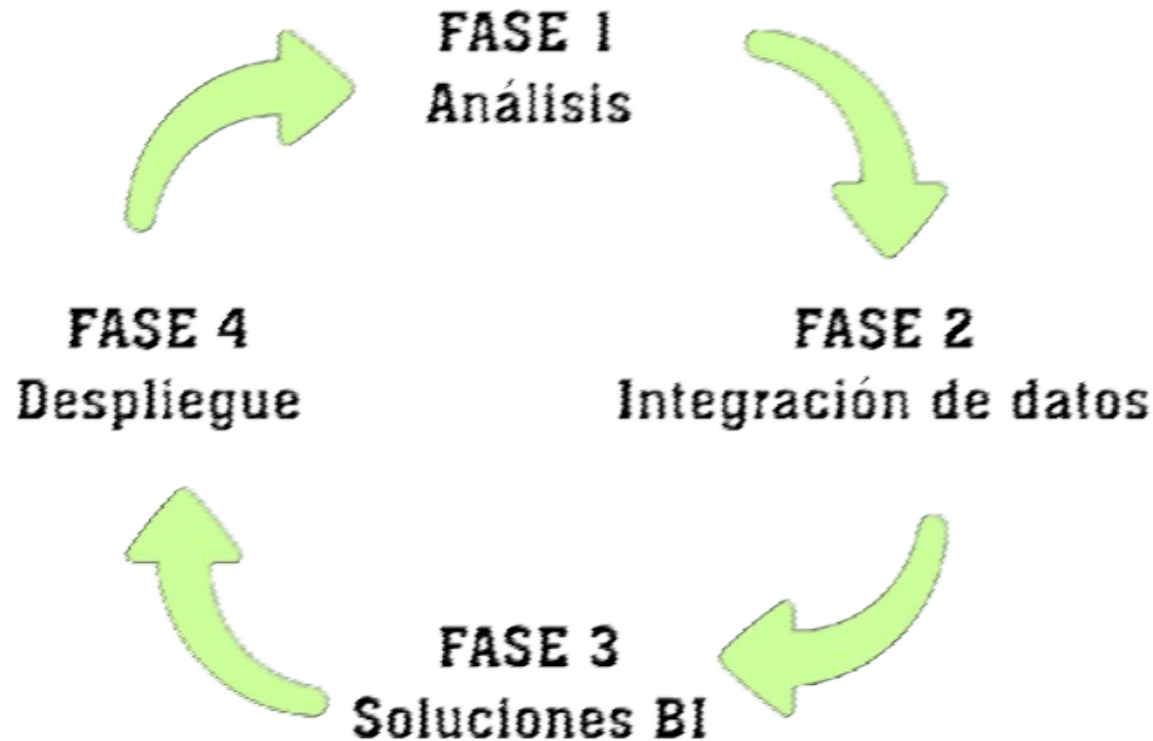 FASE 1
Análisis
FASE 2
Integración de datos
FASE 3
Soluciones BI
FASE 4
Despliegue